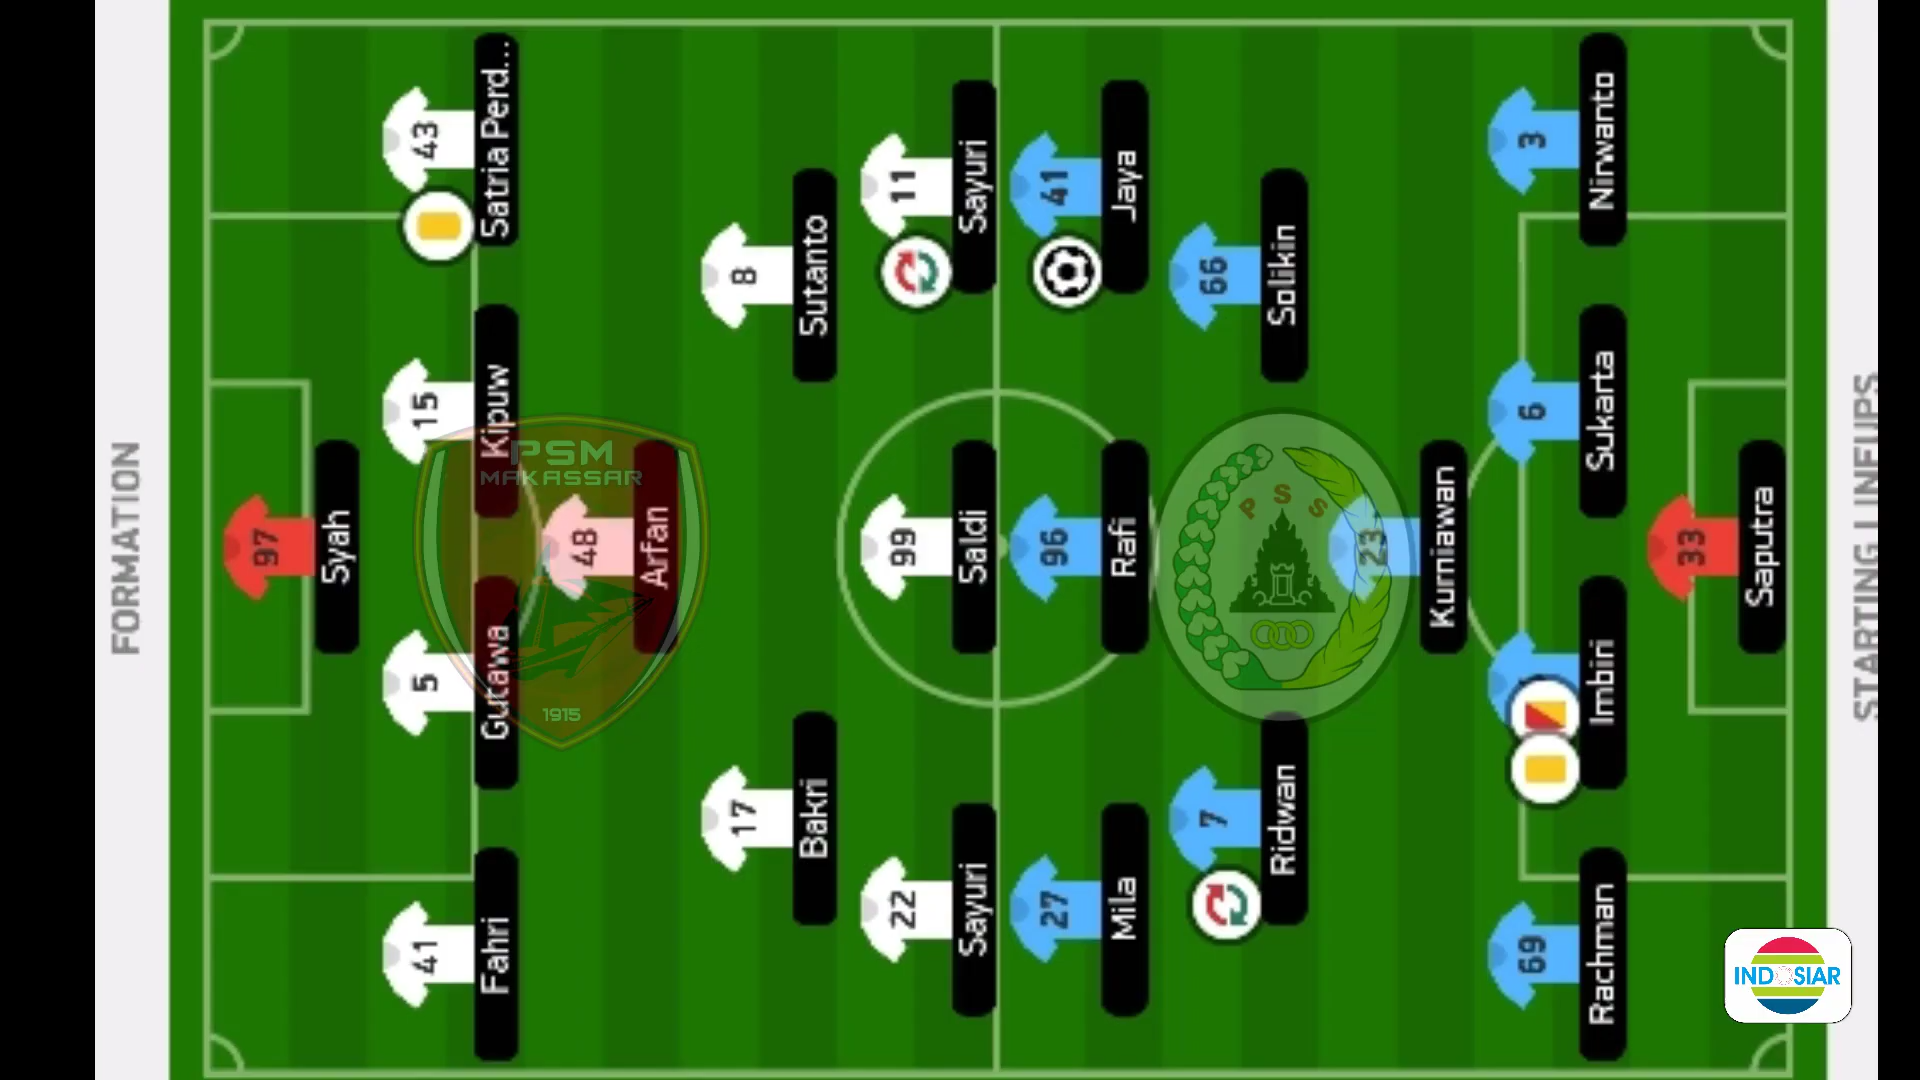 FORMATION
97
Syah
43
Satria Perd...
15
Kipuw
5
Gutawa
41
Fahri
48
Arfan
8
Sutanto
17
Bakri
11
Sayuri
99
Saldi
22
Sayuri
PSM
MAKASSAR
1915
41
Jaya
96
Rafi
27
Mila
66
Solikin
7
Ridwan
P S S
23
Kurniawan
3
Nirwanto
6
Sukarta
Imbiri
69
Rachman
33
Saputra
STARTING LINEUPS
INDOSIAR